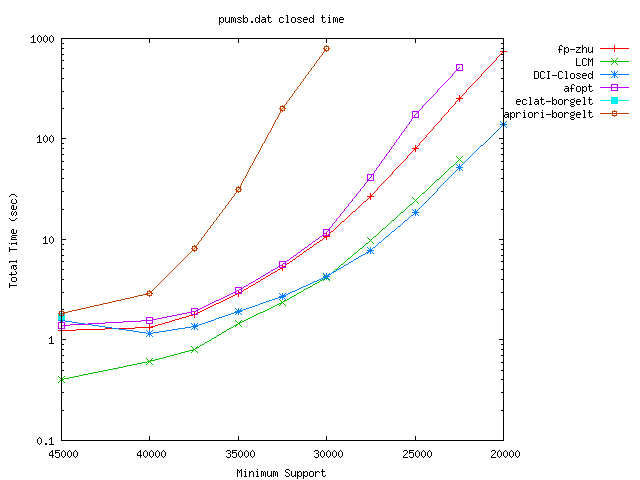 pumsb.dat closed time
1000
100
10
1
0.1
Total Time (sec)
45000 40000 35000 30000 25000 20000
Minimum Support
fp-zhu
LCM
DCI-Closed
afopt
eclat-borgelt
apriori-borgelt